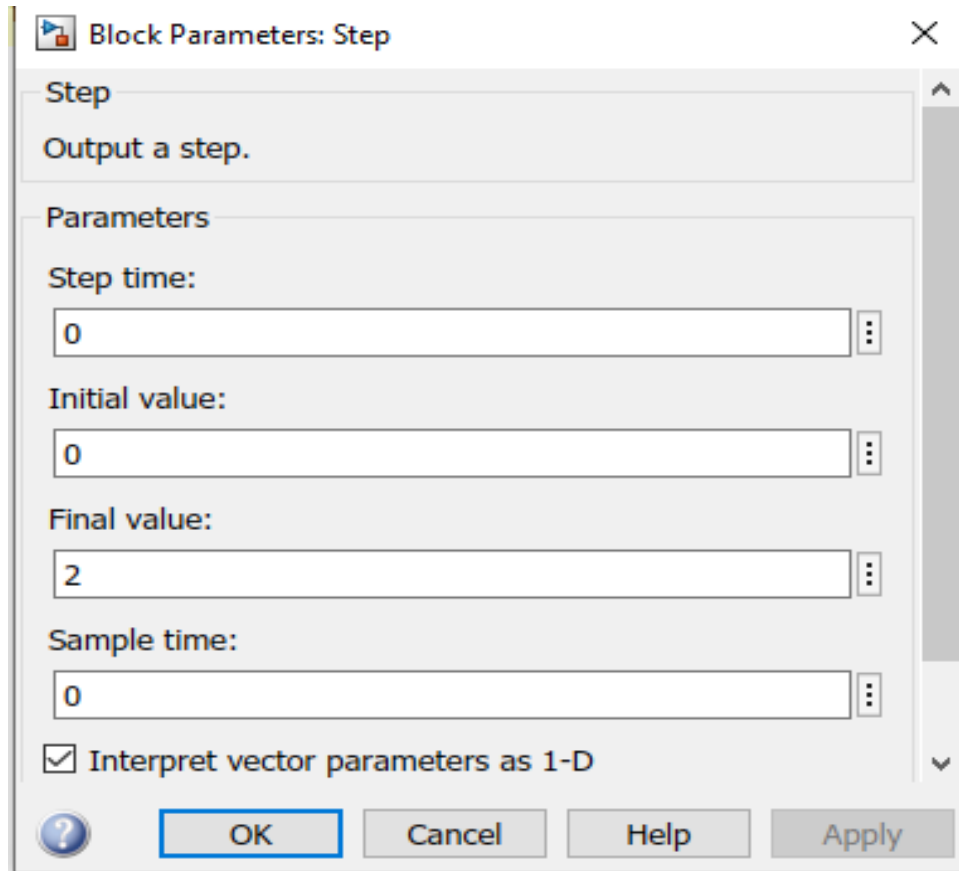 Block Parameters: Step
Step
Output a step.
Parameters
Step time:
0
Initial value:
0
Final value:
2
Sample time:
0
Interpret vector parameters as 1-D
? OK Cancel Help Apply